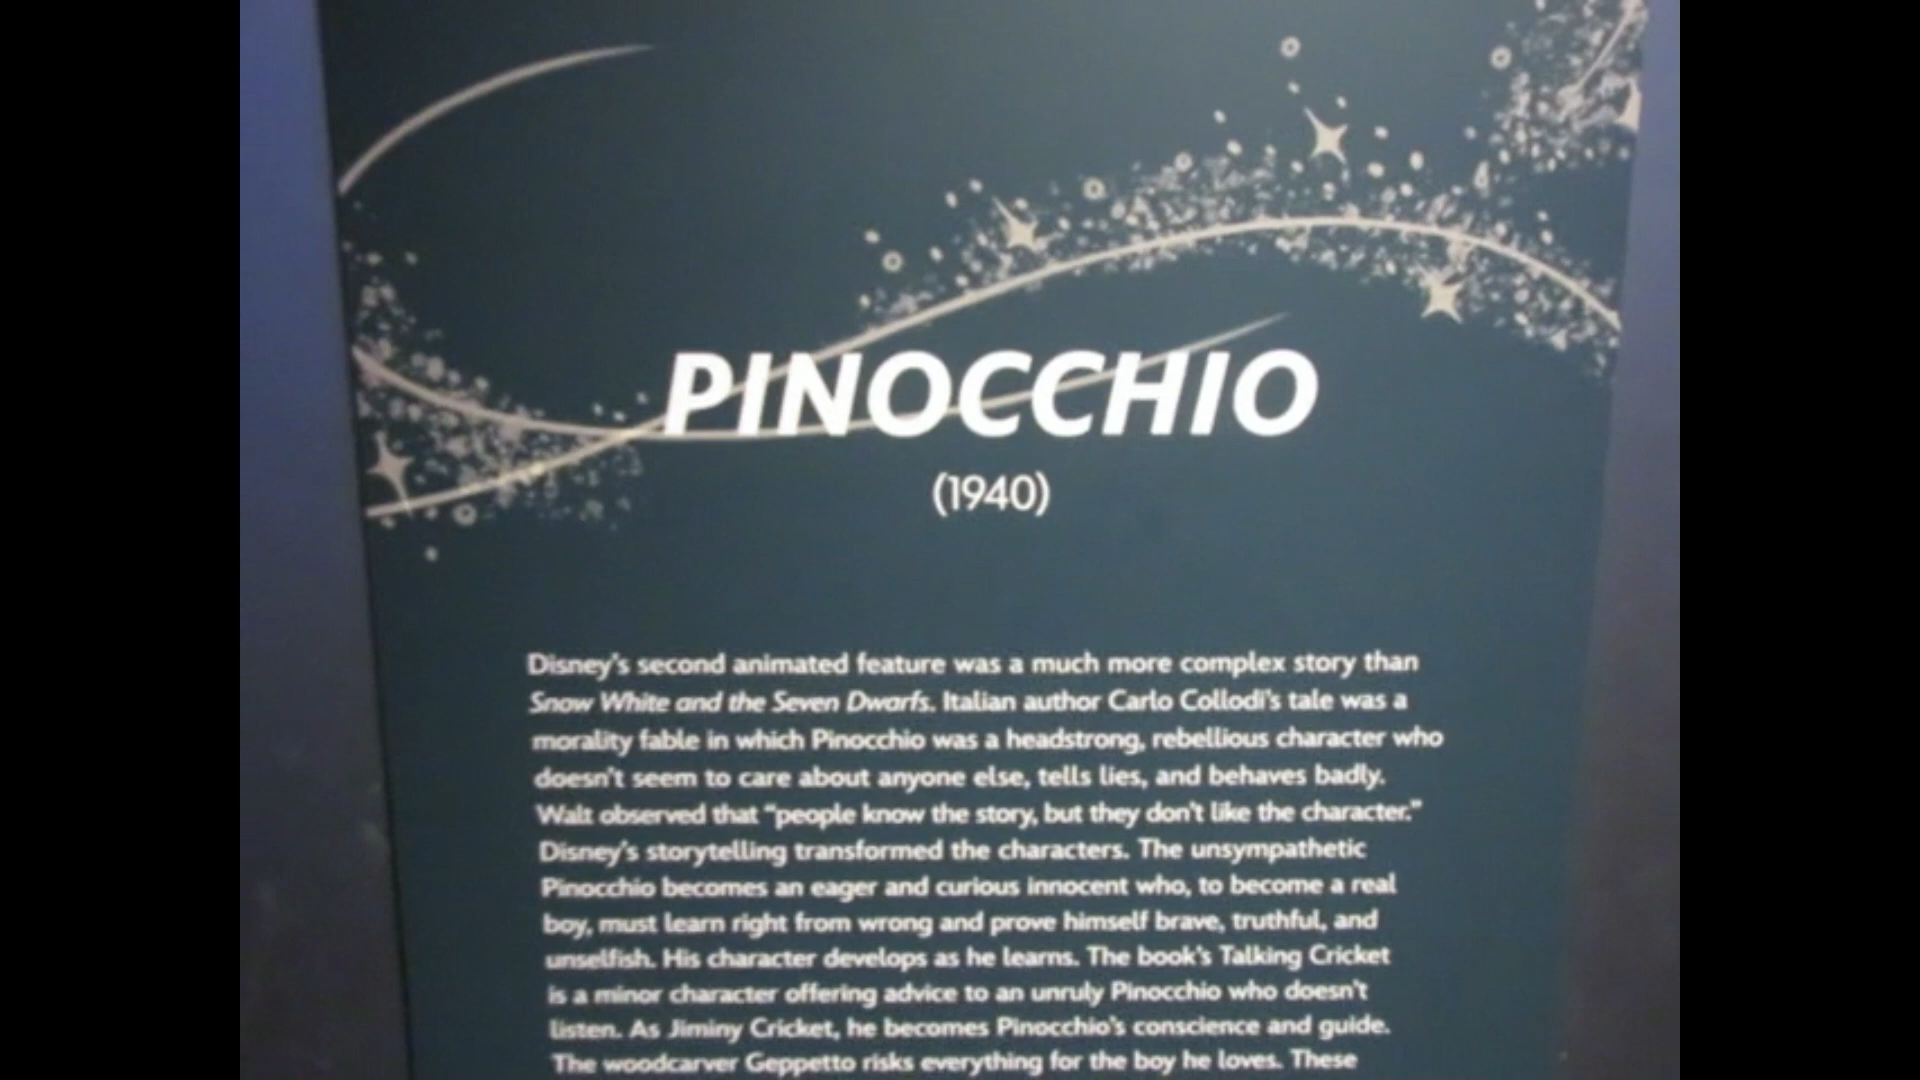 PINOCCHIO
(1940)
Disney's second animated feature was a much more complex story than
Snow White and the Seven Dwarfs. Italian author Carlo Collodi's tale was a
morality fable in which Pinocchio was a headstrong, rebellious character who
doesn't seem to care about anyone else, tells lies, and behaves badly.
Walt observed that "people know the story, but they don't like the character."
Disney's storytelling transformed the characters. The unsympathetic
Pinocchio becomes an eager and curious innocent who, to become a real
boy, must learn right from wrong and prove himself brave, truthful, and
unselfish. His character develops as he learns. The book's Talking Cricket
is a minor character offering advice to an unruly Pinocchio who doesn't
listen. As Jiminy Cricket, he becomes Pinocchio's conscience and guide.
The woodcarver Geppetto risks everything for the boy he loves. These